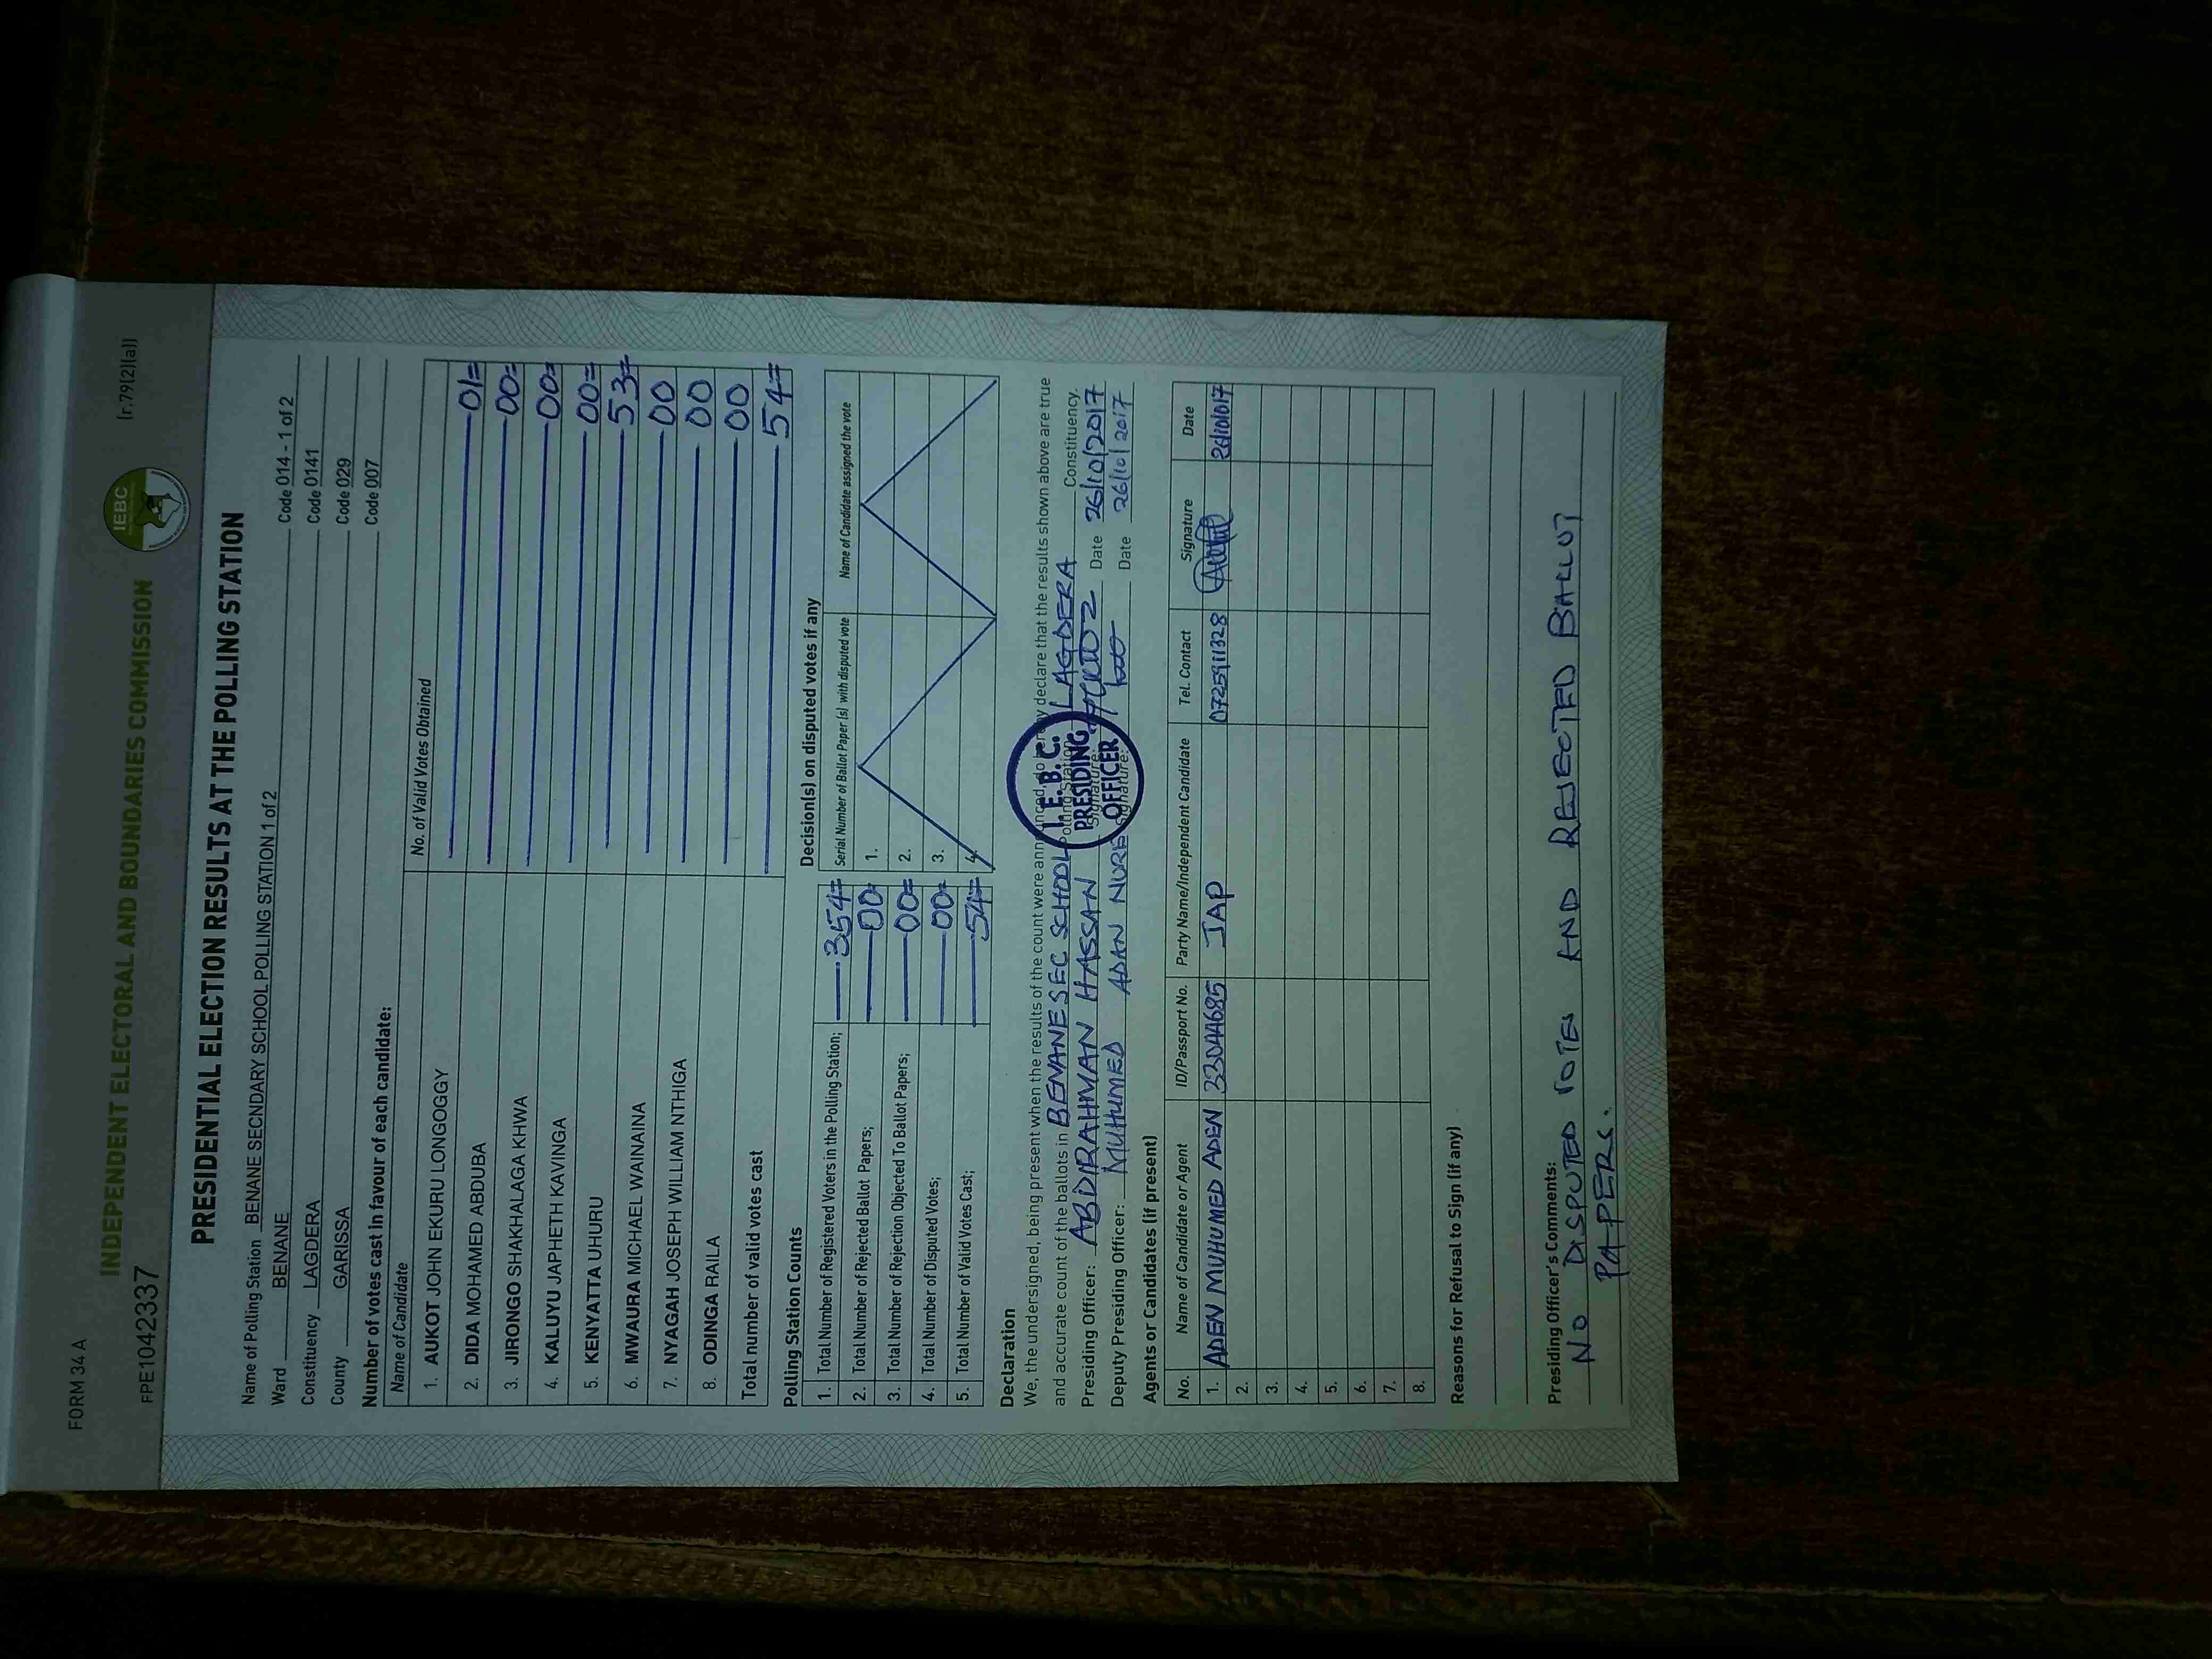 FORM 34 A
INDEPENDENT ELECTORAL AND BOUNDARIES COMMISSION
IEBC
(r.79(2)(a))
FPE1042337
PRESIDENTIAL ELECTION RESULTS AT THE POLLING STATION
Name of Polling Station BENANE SECNDARY SCHOOL POLLING STATION 1 of 2 Code 014 - 1 of 2
Ward BENANE Code 0141
Constituency LAGDERA Code 029
County GARISSA Code 007
Number of votes cast in favour of each candidate:
Name of Candidate No. of Valid Votes Obtained
1. AUKOT JOHN EKURU LONGOGGY 01=
2. DIDA MOHAMED ABDUBA 00=
3. JIRONGO SHAKHALAGA KHWA 00=
4. KALUYU JAPHETH KAVINGA 00=
5. KENYATTA UHURU 53=
6. MWAURA MICHAEL WAINAINA 00
7. NYAGAH JOSEPH WILLIAM NTHIGA 00
8. ODINGA RAILA 00
Total number of valid votes cast 54=
Polling Station Counts
1. Total Number of Registered Voters in the Polling Station; 354=
2. Total Number of Rejected Ballot Papers; 00=
3. Total Number of Rejection Objected To Ballot Papers; 00=
4. Total Number of Disputed Votes; 00=
5. Total Number of Valid Votes Cast; 54=
Decision(s) on disputed votes if any
Serial Number of Ballot Paper (s) with disputed vote Name of Candidate assigned the vote
1.
2.
3.
4.
Declaration
We, the undersigned, being present when the results of the count were announced, do hereby declare that the results shown above are true
and accurate count of the ballots in BENANE SEC SCHOOL Polling Station LAGDERA Constituency.
Presiding Officer: ABDIRAHMAN HASSAN Signature: Date 26/10/2017
Deputy Presiding Officer: MUHUMED ADAN NURE Signature: Date 26/10/2017
I. E. B. C.
PRESIDING
OFFICER
Agents or Candidates (if present)
No. Name of Candidate or Agent ID/Passport No. Party Name/Independent Candidate Tel. Contact Signature Date
1. ADEN MUHUMED ADEN 33044685 JAP 0725911328 26/10/017
2.
3.
4.
5.
6.
7.
8.
Reasons for Refusal to Sign (if any)
Presiding Officer's Comments:
NO DISPUTED VOTES AND REJECTED BALLOT
PAPERS.